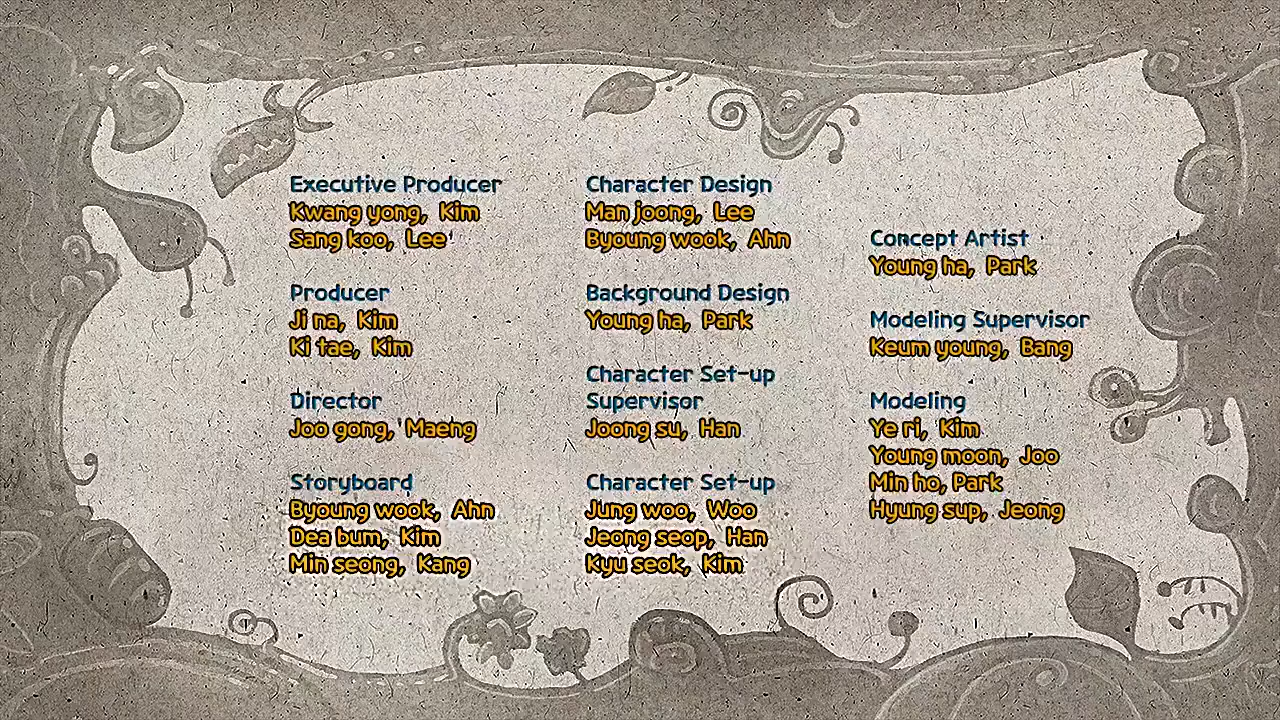 Executive Producer
Kwang yong, Kim
Sang koo, Lee
Producer
Ji na, Kim
Ki tae, Kim
Director
Joo gong, Maeng
Storyboard
Byoung wook, Ahn
Dea bum, Kim
Min seong, Kang
Character Design
Man joong, Lee
Byoung wook, Ahn
Background Design
Young ha, Park
Character Set-up
Supervisor
Joong su, Han
Character Set-up
Jung woo, Woo
Jeong seop, Han
Kyu seok, Kim
Concept Artist
Young ha, Park
Modeling Supervisor
Keum young, Bang
Modeling
Ye ri, Kim
Young moon, Joo
Min ho, Park
Hyung sup, Jeong